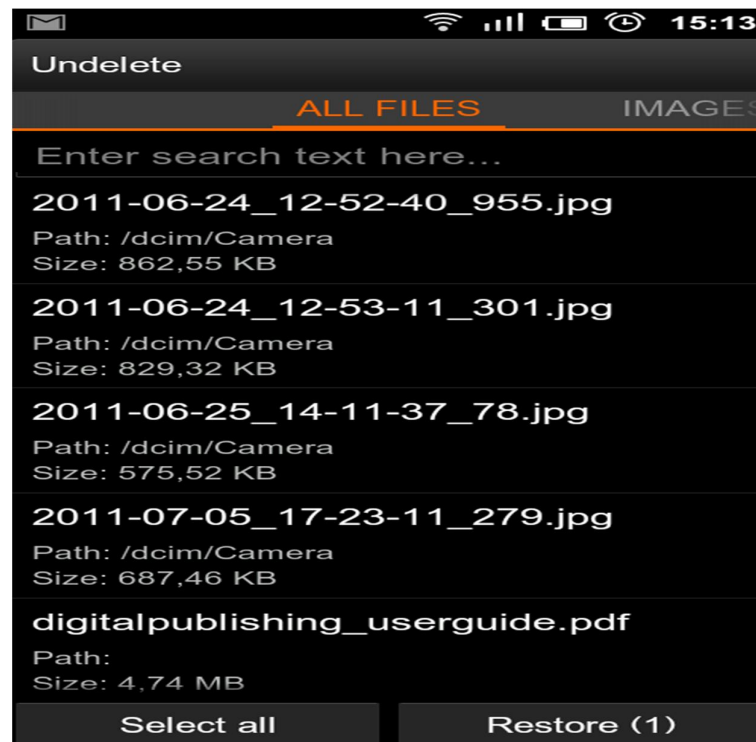 15:13
Undelete
ALL FILES IMAGES
Enter search text here...
2011-06-24_12-52-40_955.jpg
Path: /dcim/Camera
Size: 862,55 KB
2011-06-24_12-53-11_301.jpg
Path: /dcim/Camera
Size: 829,32 KB
2011-06-25_14-11-37_78.jpg
Path: /dcim/Camera
Size: 575,52 KB
2011-07-05_17-23-11_279.jpg
Path: /dcim/Camera
Size: 687,46 KB
digitalpublishing_userguide.pdf
Path:
Size: 4,74 MB
Select all Restore (1)